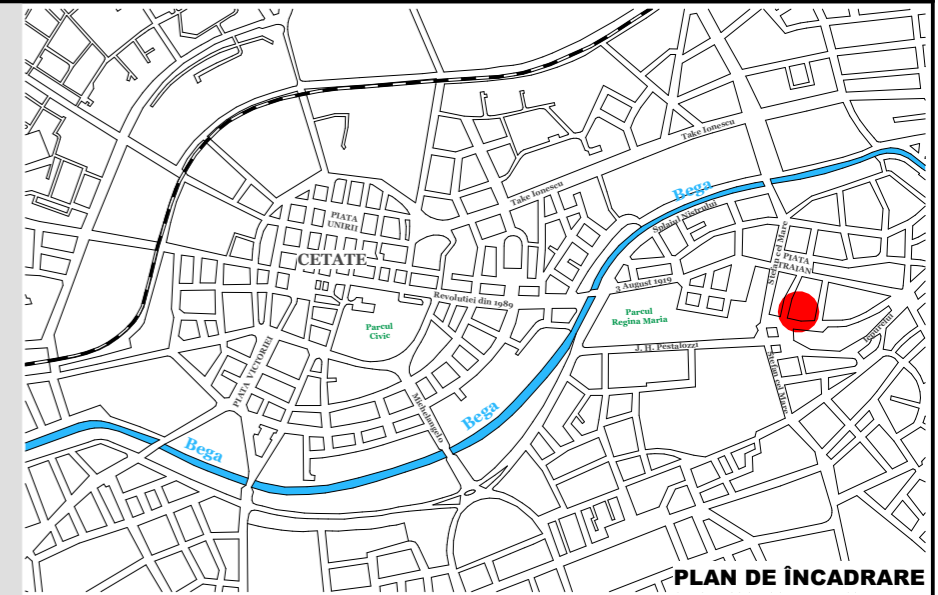 Take Ionescu
Take Ionescu
Bega
Splaiul Nistrului
PIATA
UNIRII
Stefan cel Mare
PIATA
TRAIAN
CETATE
3 August 1919
Revolutiei din 1989
Parcul
Civic
Parcul
Regina Maria
J. H. Pestalozzi
PIATA VICTORIEI
Stefan cel Mare
Michelangelo
Bega
Bega
PLAN DE ÎNCADRARE